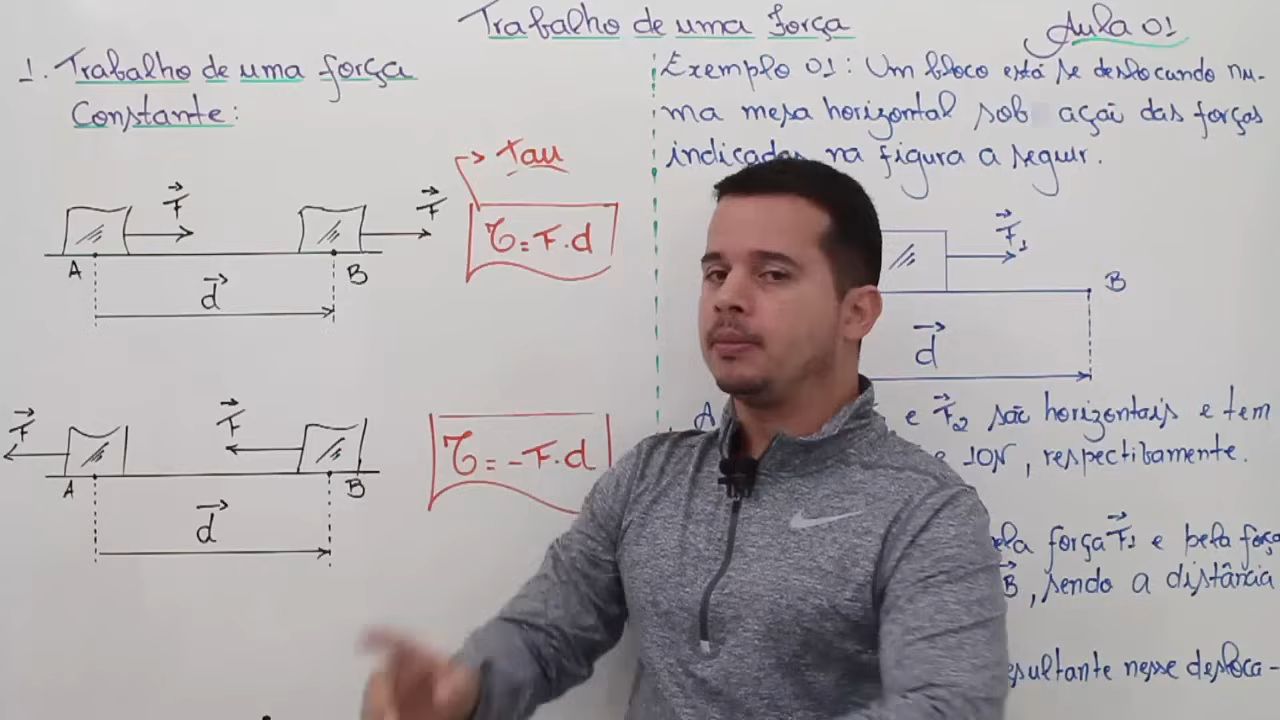 Trabalho de uma Força
Aula 01
1. Trabalho de uma força
Constante:
F
F
tau
τ = F.d
A
B
d
F
F
τ = -F.d
A
B
d
Exemplo 01: Um bloco está se deslocando nu-
ma mesa horizontal sob açaõ das forças
indicadas na figura a seguir.
F1
B
d
e F2 são horizontais e tem
10N, respectibamente.
pela força F1 e pela força
B, sendo a distância
resultante nesse desloca-